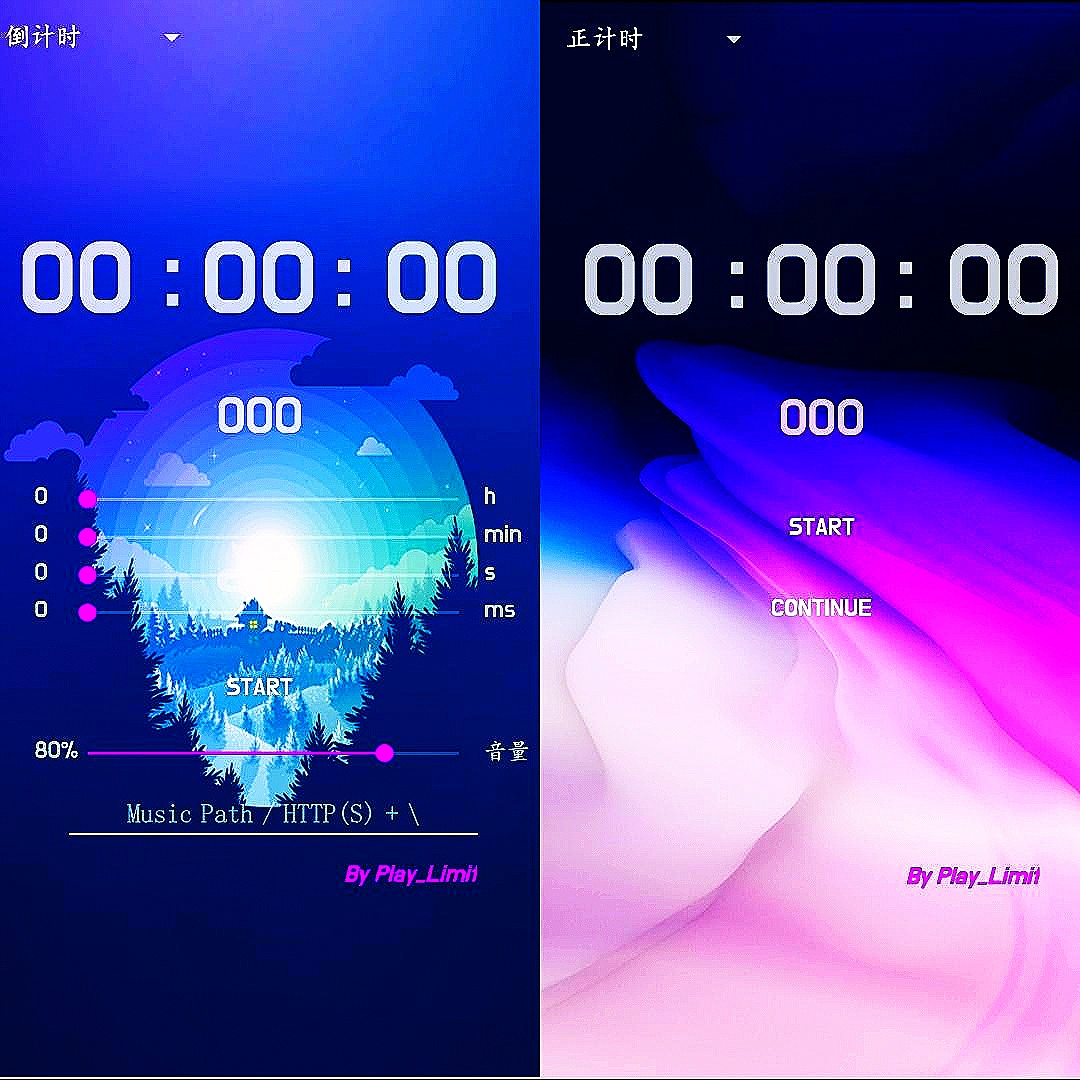 倒计时
00:00:00
000
0 h
0 min
0 s
0 ms
START
80% 音量
Music Path / HTTP(S) + \
By Play_Limit
正计时
00:00:00
000
START
CONTINUE
By Play_Limit